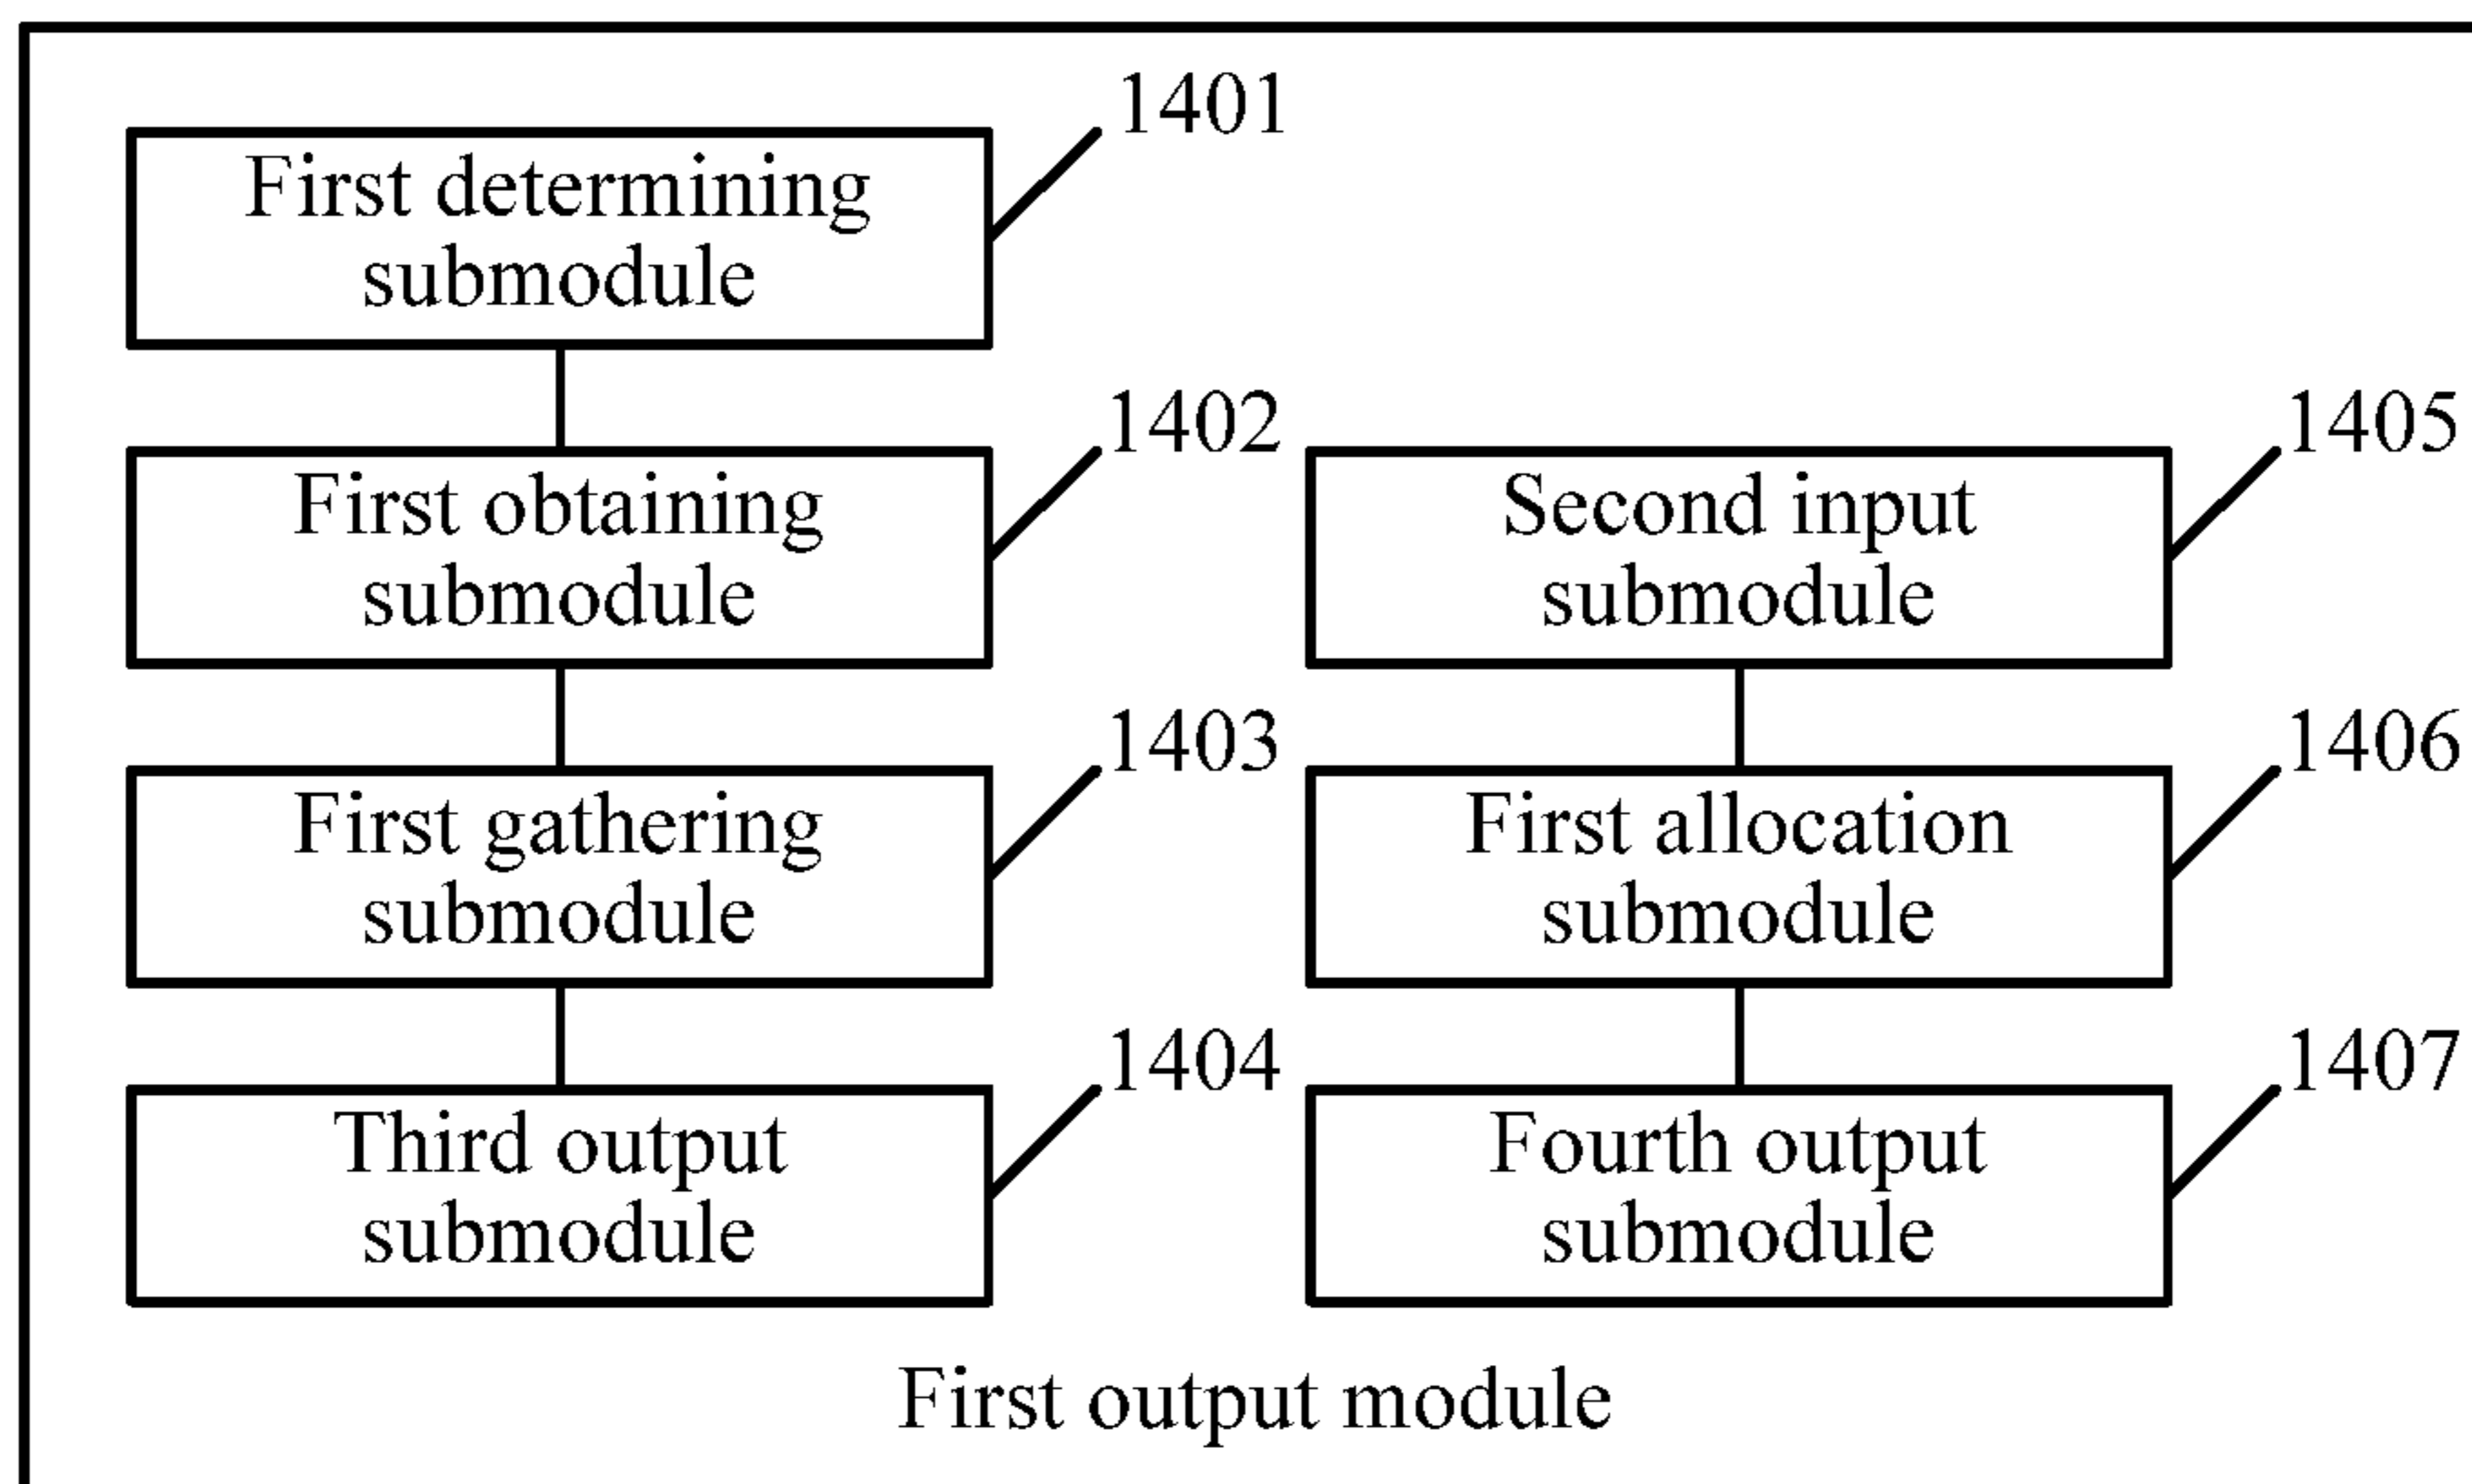 1401
First determining
submodule
1402
First obtaining
submodule
1403
First gathering
submodule
1404
Third output
submodule
1405
Second input
submodule
1406
First allocation
submodule
1407
Fourth output
submodule
First output module